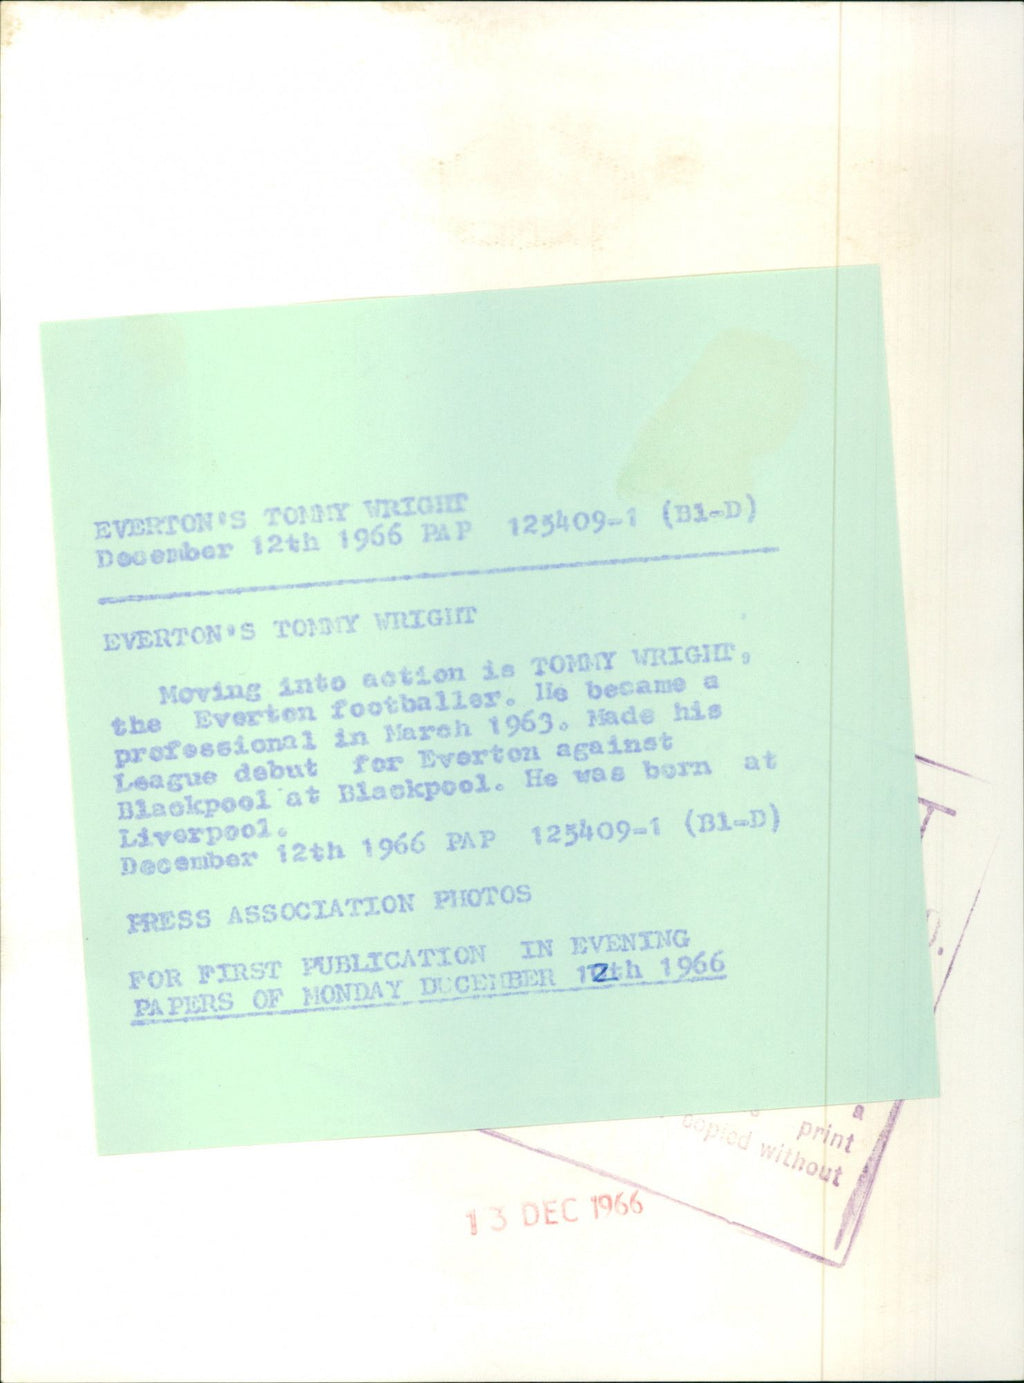 EVERTON'S TOMMY WRIGHT
December 12th 1966 PAP 125409-1 (B1-D)
EVERTON'S TOMMY WRIGHT
Moving into action is TOMMY WRIGHT,
the Everton footballer. He became a
professional in March 1963. Made his
League debut for Everton against
Blackpool at Blackpool. He was born at
Liverpool.
December 12th 1966 PAP 125409-1 (B1-D)
PRESS ASSOCIATION PHOTOS
FOR FIRST PUBLICATION IN EVENING
PAPERS OF MONDAY DECEMBER 12th 1966
a
print
copied without
13 DEC 1966